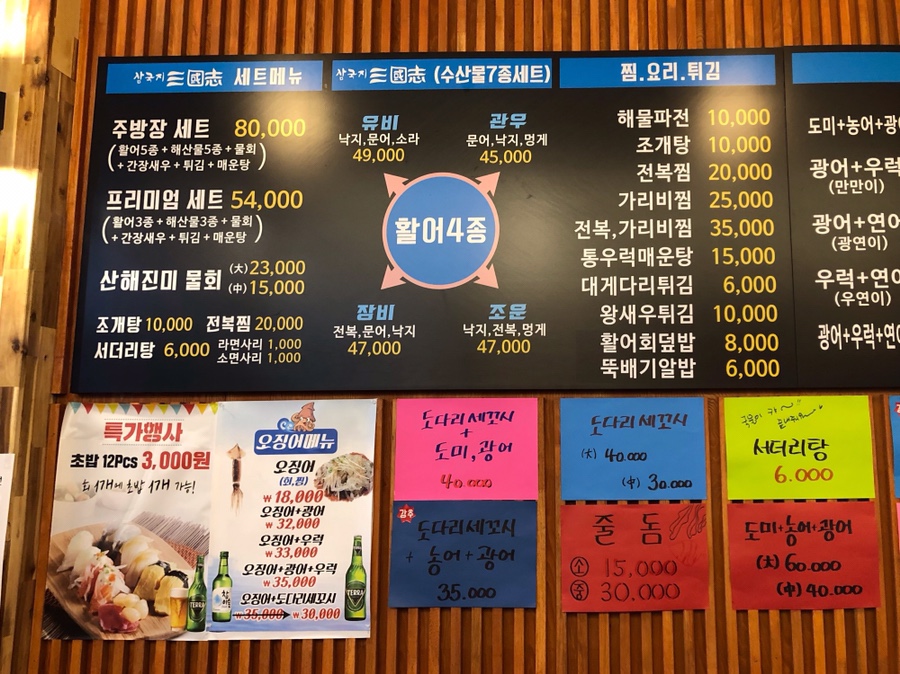 삼국지 三國志 세트메뉴
주방장 세트 80,000
(활어5종 + 해산물5종 + 물회
+ 간장새우 + 튀김 + 매운탕)
프리미엄 세트 54,000
(활어3종 + 해산물3종 + 물회
+ 간장새우 + 튀김 + 매운탕)
산해진미 물회 (大) 23,000
(中) 15,000
조개탕 10,000 전복찜 20,000
서더리탕 6,000 라면사리 1,000
소면사리 1,000
삼국지 三國志 (수산물7종세트)
유비
낙지,문어,소라
49,000
관우
문어,낙지,멍게
45,000
활어4종
장비
전복,문어,낙지
47,000
조운
낙지,전복,멍게
47,000
찜.요리.튀김
해물파전 10,000
조개탕 10,000
전복찜 20,000
가리비찜 25,000
전복,가리비찜 35,000
통우럭매운탕 15,000
대게다리튀김 6,000
왕새우튀김 10,000
활어회덮밥 8,000
뚝배기알밥 6,000
도미+농어+광
광어+우럭
(만만이)
광어+연어
(광연이)
우럭+연어
(우연이)
광어+우럭+연
특가행사
초밥 12Pcs 3,000원
회 1개에 초밥 1개 가능!
오징어메뉴
오징어
(회,찜)
₩18,000
오징어+광어
₩32,000
오징어+우럭
₩33,000
오징어+광어+우럭
₩35,000
오징어+도다리세꼬시
₩35,000 ₩30,000
TERRA
TERRA
도다리세꼬시
+
도미,광어
40.000
강추
도다리세꼬시
+ 농어+광어
35.000
도다리세꼬시
(大) 40.000
(中) 30.000
줄돔
소 15,000
중 30.000
서더리탕
6.000
도미+농어+광어
(大) 60.000
(中) 40.000